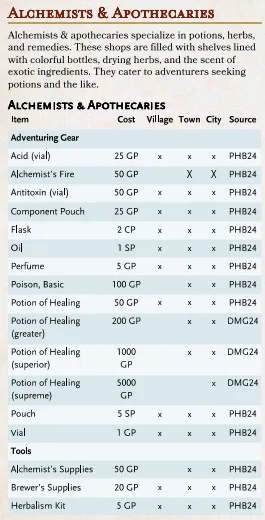 Alchemists & Apothecaries
Alchemists & apothecaries specialize in potions, herbs,
and remedies. These shops are filled with shelves lined
with colorful bottles, drying herbs, and the scent of
exotic ingredients. They cater to adventurers seeking
potions and the like.
Alchemists & Apothecaries
Item Cost Village Town City Source
Adventuring Gear
Acid (vial) 25 GP x x x PHB24
Alchemist's Fire 50 GP X X PHB24
Antitoxin (vial) 50 GP x x x PHB24
Component Pouch 25 GP x x x PHB24
Flask 2 CP x x x PHB24
Oil 1 SP x x x PHB24
Perfume 5 GP x x x PHB24
Poison, Basic 100 GP x x PHB24
Potion of Healing 50 GP x x x PHB24
Potion of Healing 200 GP x x DMG24
(greater)
Potion of Healing 1000 x x DMG24
(superior) GP
Potion of Healing 5000 x DMG24
(supreme) GP
Pouch 5 SP x x x PHB24
Vial 1 GP x x x PHB24
Tools
Alchemist's Supplies 50 GP x x PHB24
Brewer's Supplies 20 GP x x x PHB24
Herbalism Kit 5 GP x x x PHB24